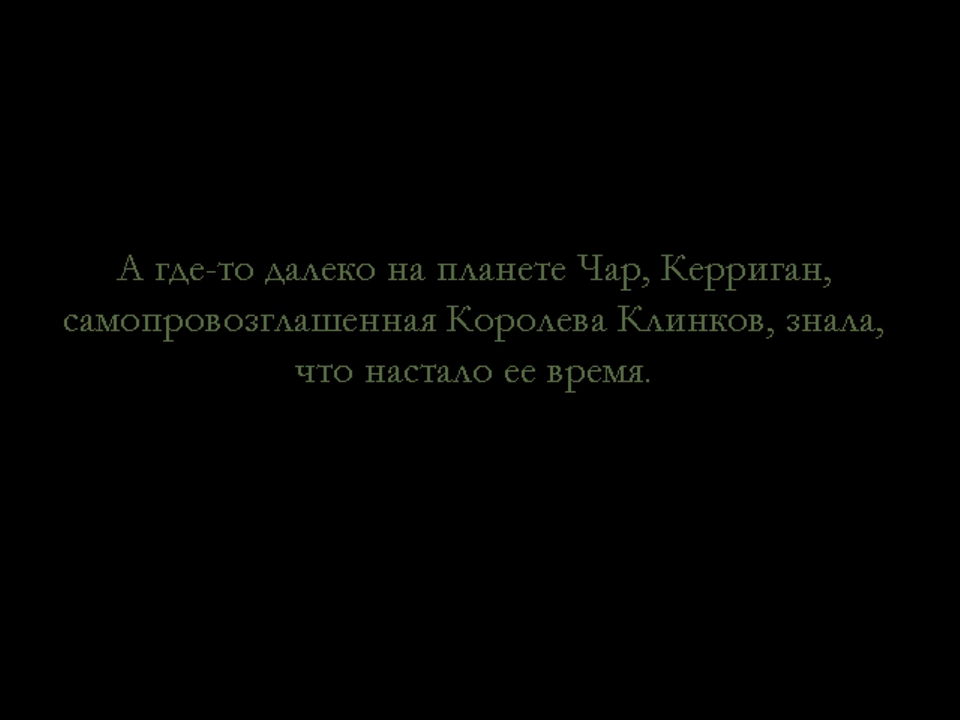 А где-то далеко на планете Чар, Керриган,
самопровозглашенная Королева Клинков, знала,
что настало ее время.